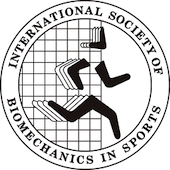 INTERNATIONAL SOCIETY OF
BIOMECHANICS IN SPORTS